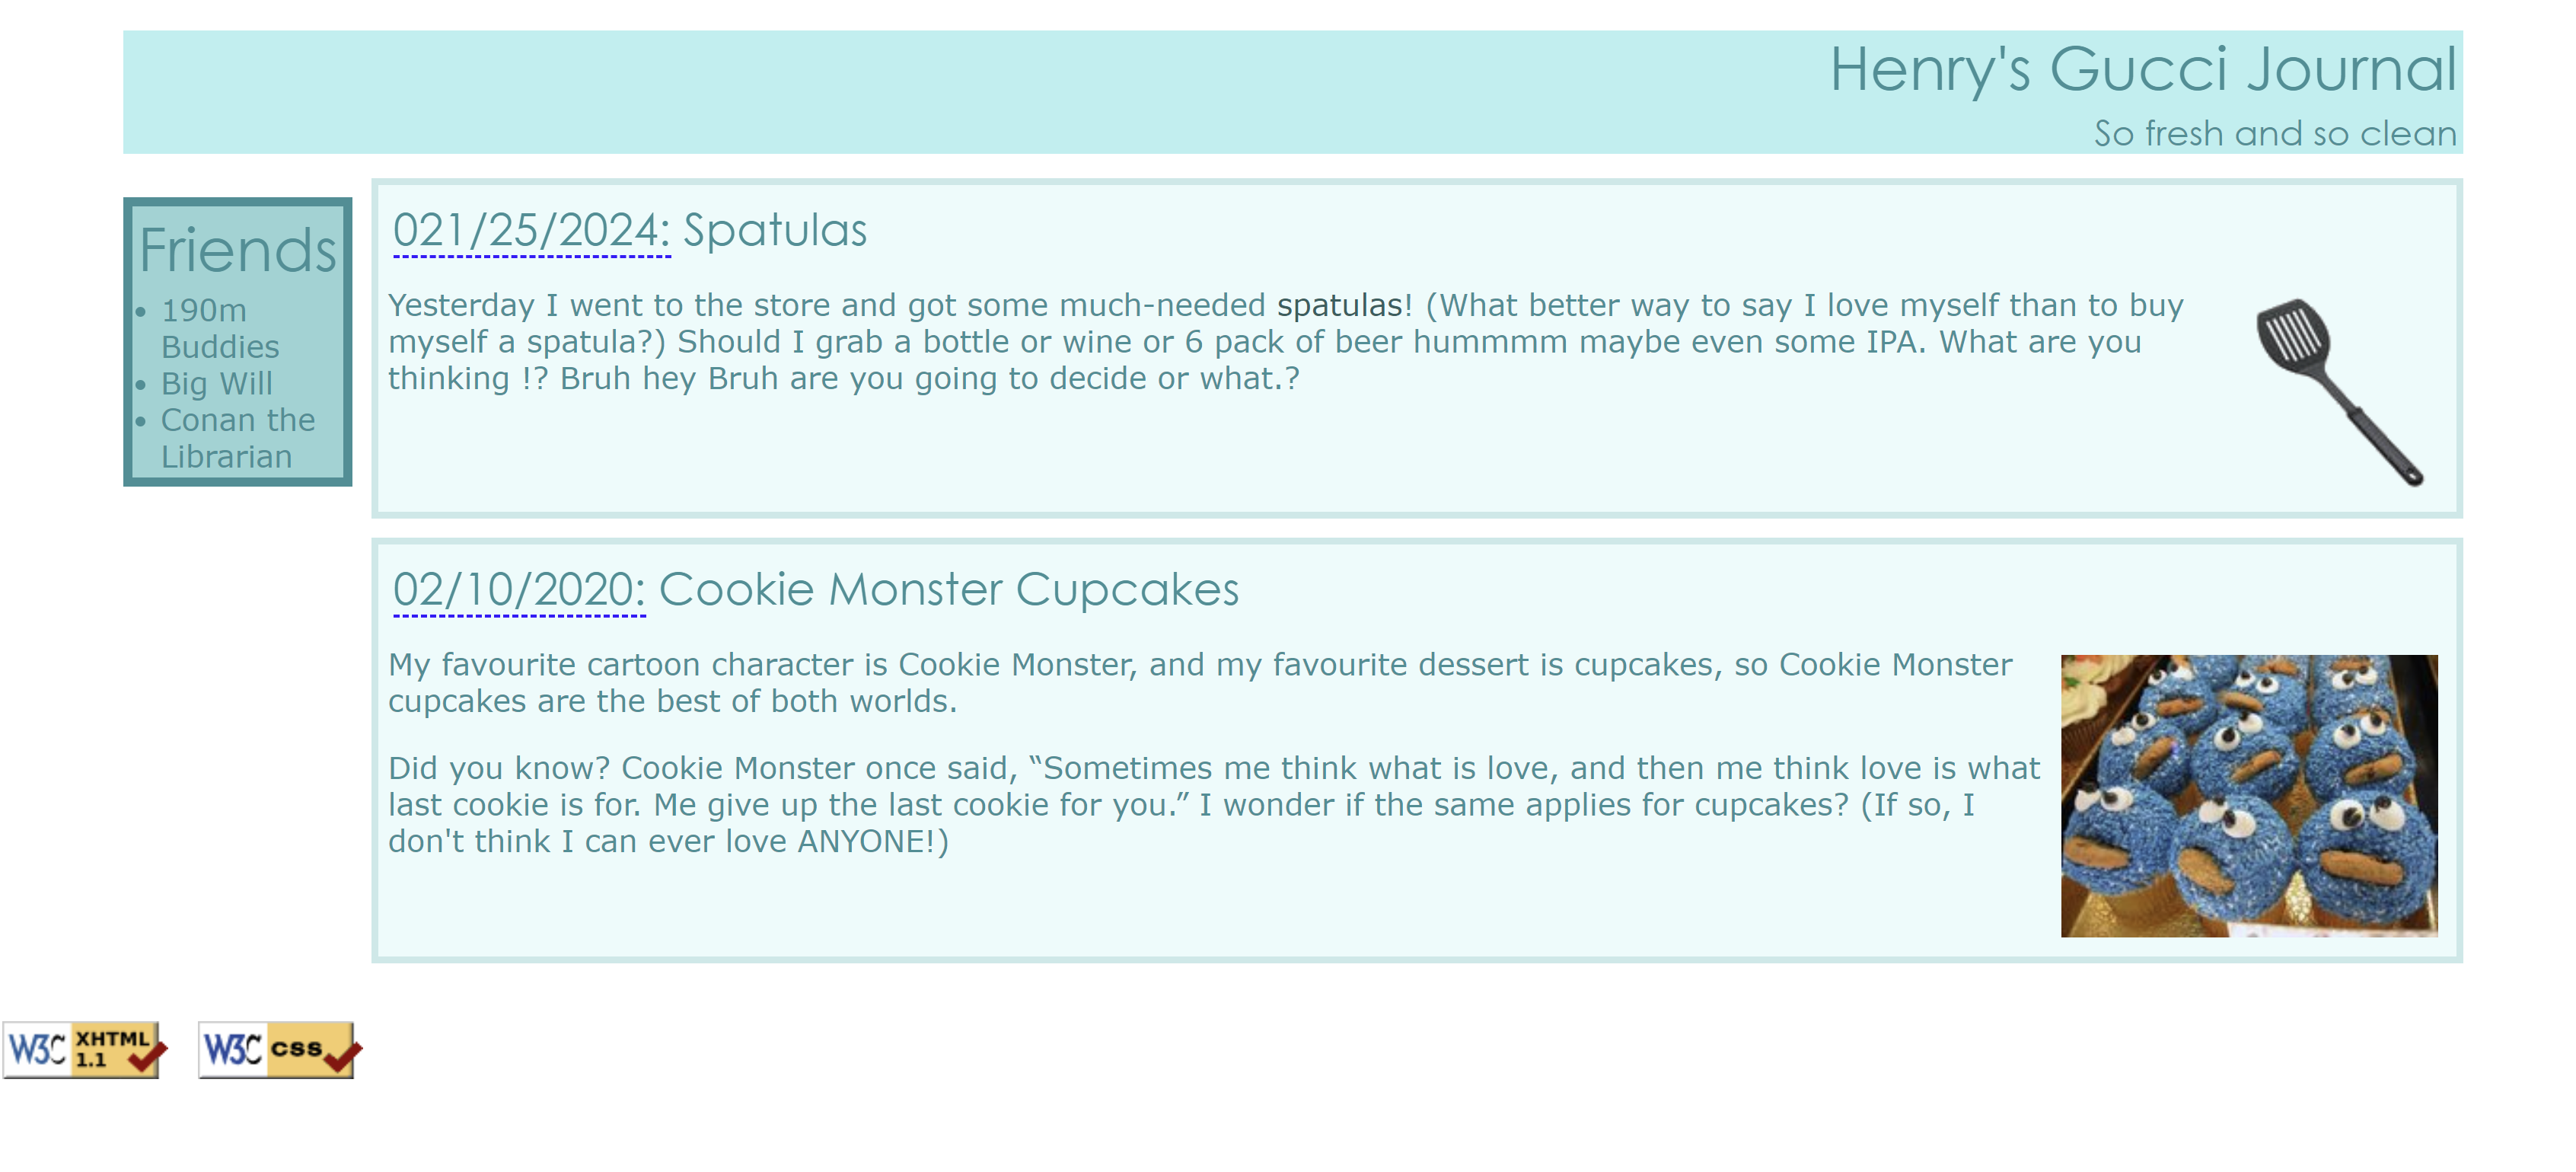 Henry's Gucci Journal
So fresh and so clean
Friends
190m
Buddies
Big Will
Conan the
Librarian
021/25/2024: Spatulas
Yesterday I went to the store and got some much-needed spatulas! (What better way to say I love myself than to buy
myself a spatula?) Should I grab a bottle or wine or 6 pack of beer hummmm maybe even some IPA. What are you
thinking !? Bruh hey Bruh are you going to decide or what.?
02/10/2020: Cookie Monster Cupcakes
My favourite cartoon character is Cookie Monster, and my favourite dessert is cupcakes, so Cookie Monster
cupcakes are the best of both worlds.
Did you know? Cookie Monster once said, “Sometimes me think what is love, and then me think love is what
last cookie is for. Me give up the last cookie for you.” I wonder if the same applies for cupcakes? (If so, I
don't think I can ever love ANYONE!)
W3C XHTML 1.1
W3C css